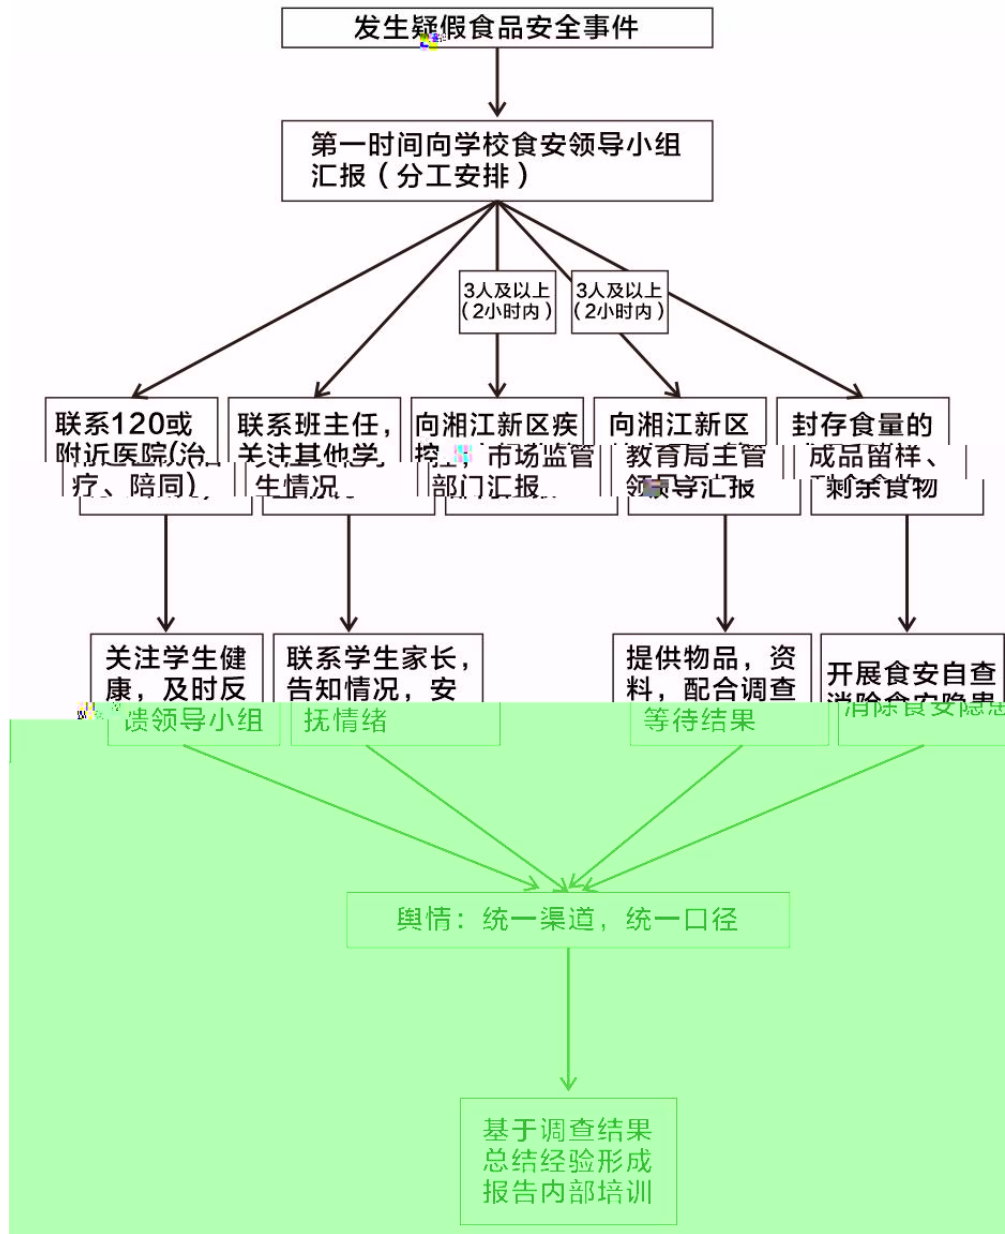 发生疑假食品安全事件
第一时间向学校食安领导小组
汇报（分工安排）
3人及以上
（2小时内）
3人及以上
（2小时内）
联系120或
附近医院(治
疗、陪同)
联系班主任，
关注其他学
生情况
向湘江新区疾
控，市场监管
部门汇报
向湘江新区
教育局主管
领导汇报
封存食量的
成品留样、
剩余食物
关注学生健
康，及时反
馈领导小组
联系学生家长，
告知情况，安
抚情绪
提供物品，资
料，配合调查
等待结果
开展食安自查
消除食安隐患
舆情：统一渠道，统一口径
基于调查结果
总结经验形成
报告内部培训